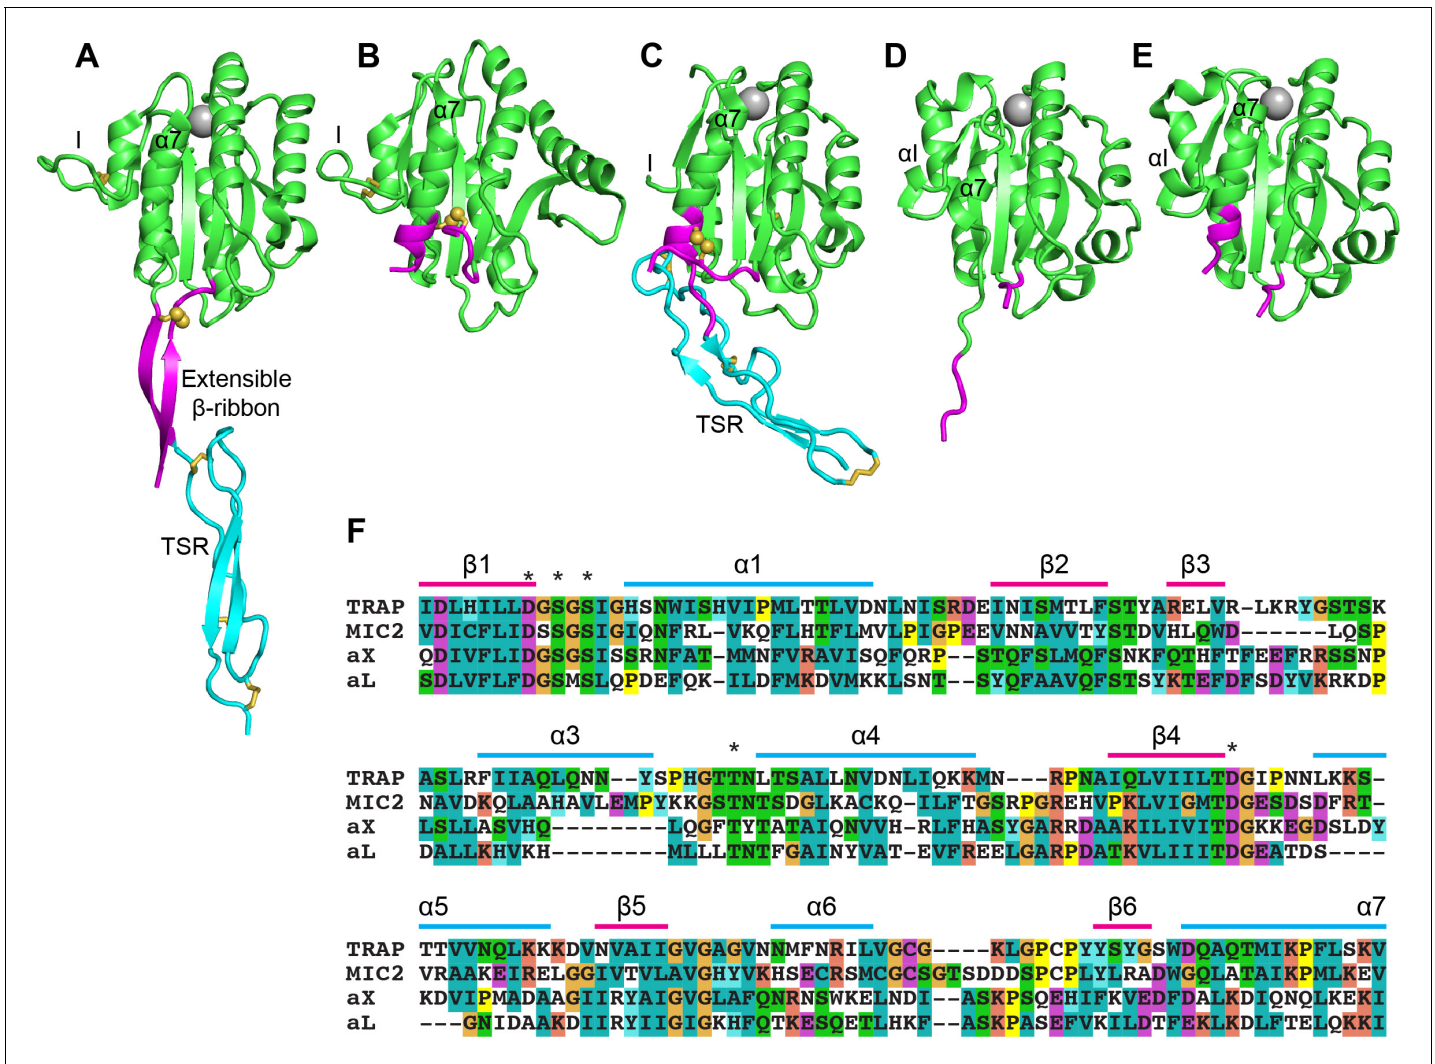 A B C D E
I α7 I α7 I α7 αI α7 αI α7
Extensible
β-ribbon
TSR
TSR
F
β1 * * * α1 β2 β3
TRAP IDLHILLDGSGSIGHSNWISHVIPMLTTLVDNLNISRDEINISMTLFSTYARELVR-LKRYGSTSK
MIC2 VDICFLIDSSGSIGIQNFRL-VKQFLHTFLMVLPIGPEEVNNAVVTYSTDVHLQWD------LQSP
aX QDIVFLIDGSGSISSRNFAT-MMNFVRAVISQFQRP--STQFSLMQFSNKFQTHFTFEEFRRSSNP
aL SDLVFLFDGSMSLQPDEFQK-ILDFMKDVMKKLSNT--SYQFAAVQFSTSYKTEFDFSDYVKRKDP
α3 * α4 β4 *
TRAP ASLRFIIAQLQNN--YSPHGTTNLTSALLNVDNLIQKKMN---RPNAIQLVIILTDGIPNNLKKS-
MIC2 NAVDKQLAAHAVLEMPYKKGSTNTSDGLKACKQ-ILFTGSRPGREHVPKLVIGMTDGESDSDFRT-
aX LSLLASVHQ--------LQGFTYTATAIQNVVH-RLFHASYGARRDAAKILIVITDGKKEGDSLDY
aL DALLKHVKH--------MLLLTNTFGAINYVAT-EVFREELGARPDATKVLIIITDGEATDS----
α5 β5 α6 β6 α7
TRAP TTVVNQLKKKDVNVAIIGVGAGVNNMFNRILVGCG----KLGPCPYYSYGSWDQAQTMIKPFLSKV
MIC2 VRAAKEIRELGGIVTVLAVGHYVKHSECRSMCGCSGTSDDDSPCPLYLRADWGQLATAIKPMLKEV
aX KDVIPMADAAGIIRYAIGVGLAFQNRNSWKELNDI--ASKPSQEHIFKVEDFDALKDIQNQLKEKI
aL ---GNIDAAKDIIRYIIGIGKHFQTKESQETLHKF--ASKPASEFVKILDTFEKLKDLFTELQKKI